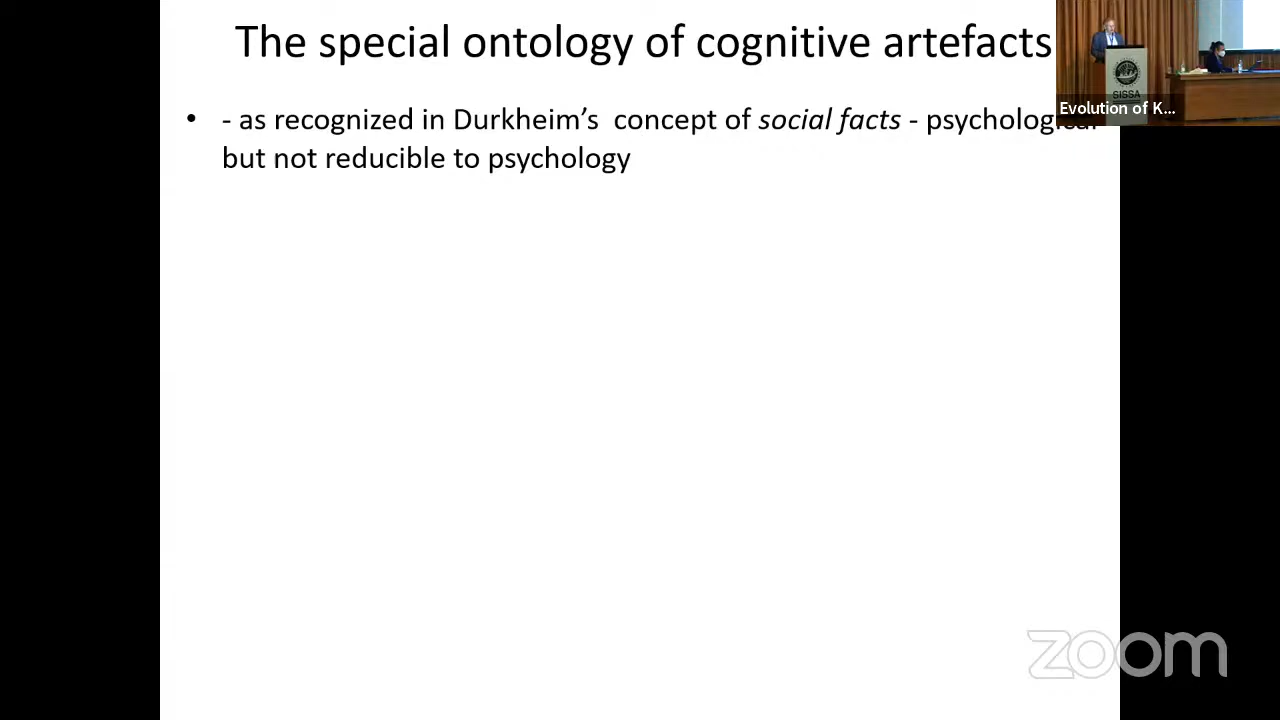 The special ontology of cognitive artefacts
• - as recognized in Durkheim’s  concept of social facts - psychological
but not reducible to psychology
SISSA
Evolution of K...
zoom